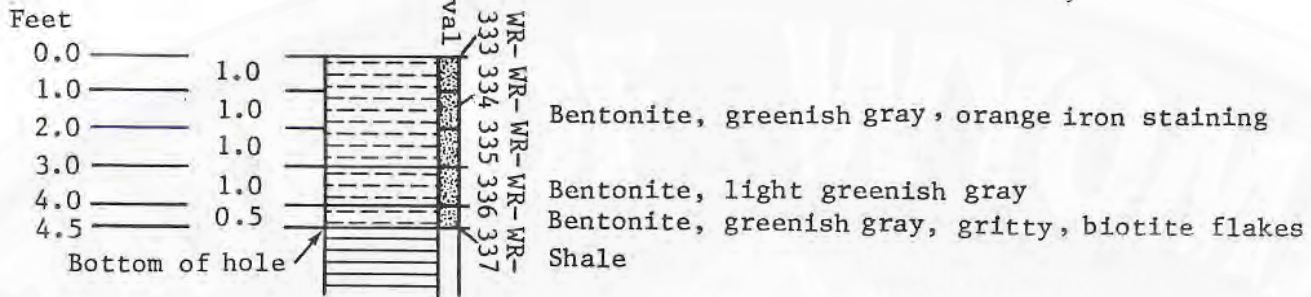 Feet
0.0
1.0
1.0
1.0
2.0
1.0
3.0
1.0
4.0
0.5
4.5
Bottom of hole
val
WR-333
WR-334
WR-335
WR-336
WR-337
Bentonite, greenish gray, orange iron staining
Bentonite, light greenish gray
Bentonite, greenish gray, gritty, biotite flakes
Shale